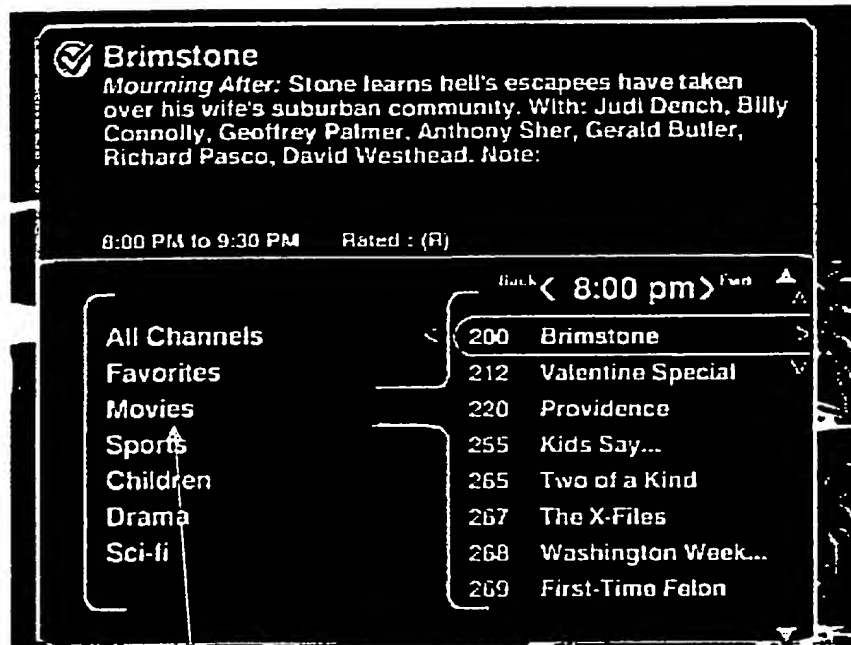 Brimstone
Mourning After: Stone learns hell's escapees have taken
over his wife's suburban community. With: Judi Dench, Billy
Connolly, Geoffrey Palmer, Anthony Sher, Gerald Butler,
Richard Pasco, David Westhead. Note:
8:00 PM to 9:30 PM Rated : (R)
Back < 8:00 pm > Fwd
All Channels < 200 Brimstone >
Favorites 212 Valentine Special
Movies 220 Providence
Sports 255 Kids Say...
Children 265 Two of a Kind
Drama 267 The X-Files
Sci-fi 268 Washington Week...
269 First-Time Felon